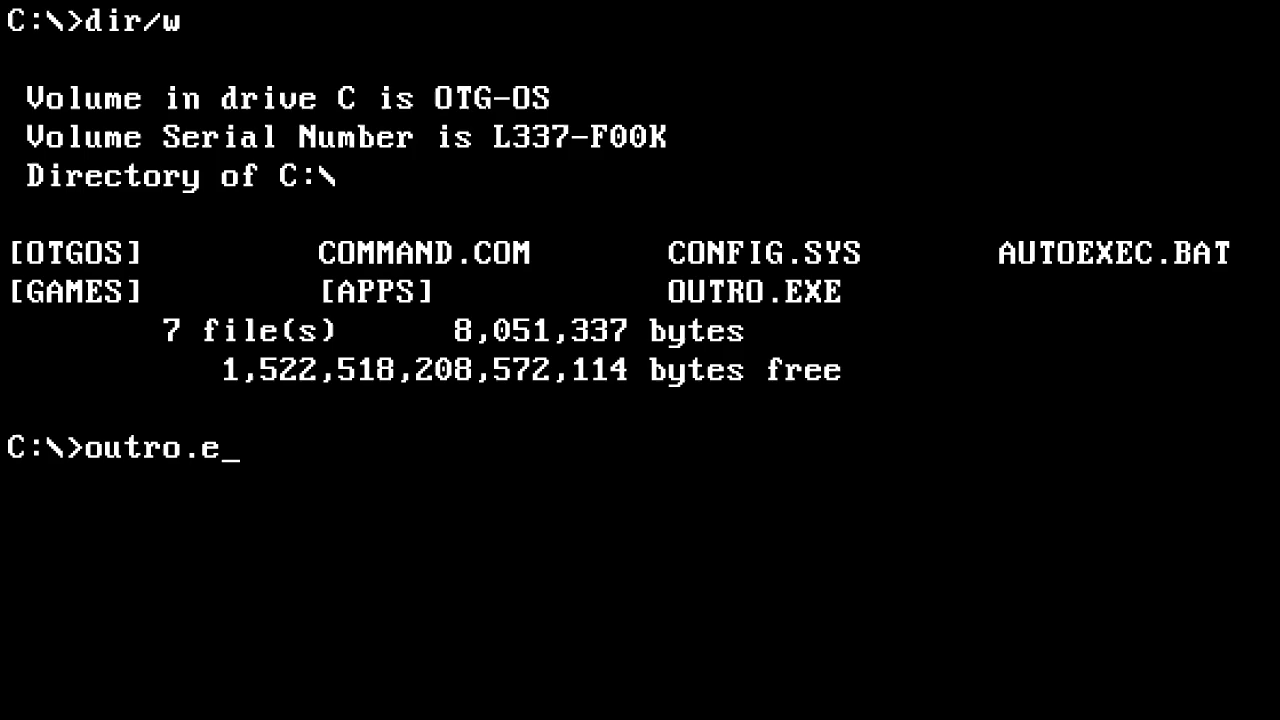 C:\>dir/w
Volume in drive C is OTG-OS
Volume Serial Number is L337-F00K
Directory of C:\
[OTGOS] COMMAND.COM CONFIG.SYS AUTOEXEC.BAT
[GAMES] [APPS] OUTRO.EXE
7 file(s) 8,051,337 bytes
1,522,518,208,572,114 bytes free
C:\>outro.e_